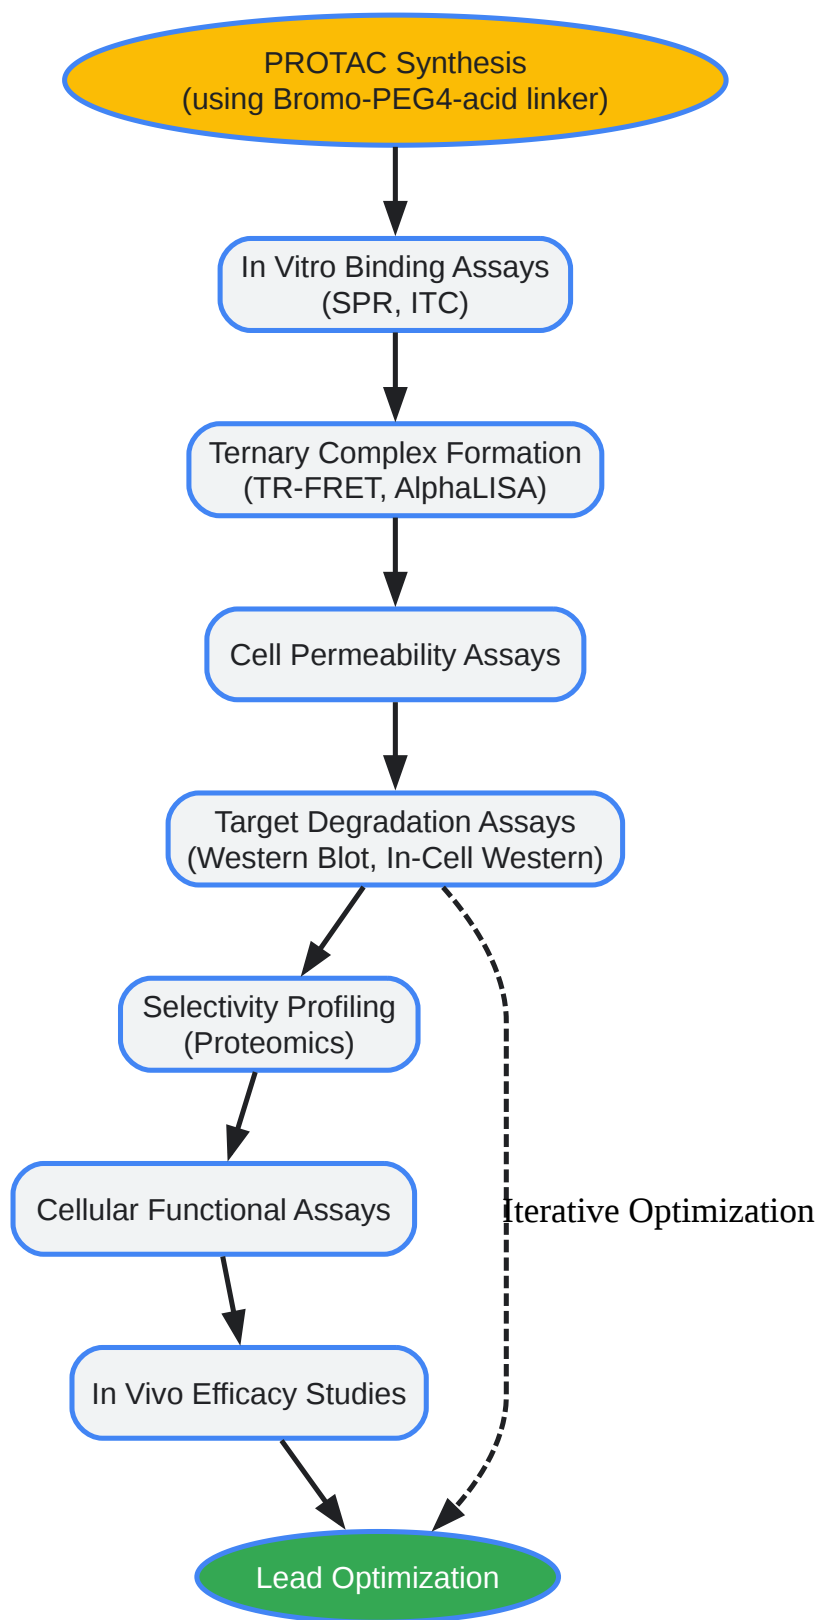 PROTAC Synthesis
(using Bromo-PEG4-acid linker)
In Vitro Binding Assays
(SPR, ITC)
Ternary Complex Formation
(TR-FRET, AlphaLISA)
Cell Permeability Assays
Target Degradation Assays
(Western Blot, In-Cell Western)
Selectivity Profiling
(Proteomics)
Cellular Functional Assays
Iterative Optimization
In Vivo Efficacy Studies
Lead Optimization